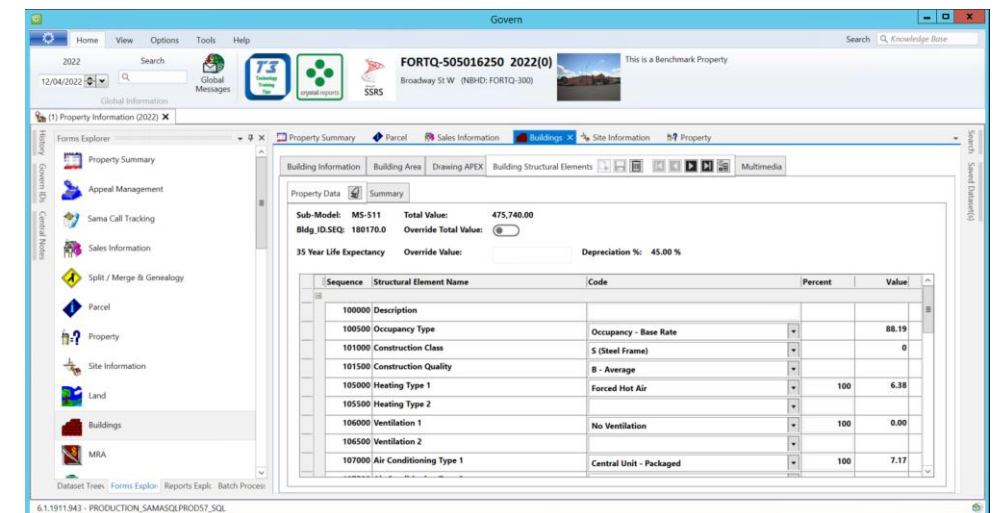 Govern
Home View Options Tools Help Search Knowledge Base
2022 Search
12/04/2022
Global Messages
Global Information
T3
Technology Training Tips
crystal reports
SSRS
FORTQ-505016250 2022(0)
Broadway St W (NBHD: FORTQ-300)
This is a Benchmark Property
(1) Property Information (2022)
History
Govern IDs
Central Notes
Forms Explorer
Property Summary
Appeal Management
Sama Call Tracking
Sales Information
Split / Merge & Genealogy
Parcel
Property
Site Information
Land
Buildings
MRA
Dataset Trees Forms Explor Reports Explc Batch Process
Property Summary Parcel Sales Information Buildings Site Information Property
Search
Saved Dataset(s)
Building Information Building Area Drawing APEX Building Structural Elements Multimedia
Property Data Summary
Sub-Model: MS-511 Total Value: 475,740.00
Bldg_ID.SEQ: 180170.0 Override Total Value:
35 Year Life Expectancy Override Value: Depreciation %: 45.00 %
Sequence Structural Element Name Code Percent Value
100000 Description
100500 Occupancy Type Occupancy - Base Rate 88.19
101000 Construction Class S (Steel Frame) 0
101500 Construction Quality B - Average
105000 Heating Type 1 Forced Hot Air 100 6.38
105500 Heating Type 2
106000 Ventilation 1 No Ventilation 100 0.00
106500 Ventilation 2
107000 Air Conditioning Type 1 Central Unit - Packaged 100 7.17
6.1.1911.943 - PRODUCTION_SAMASQLPROD57_SQL